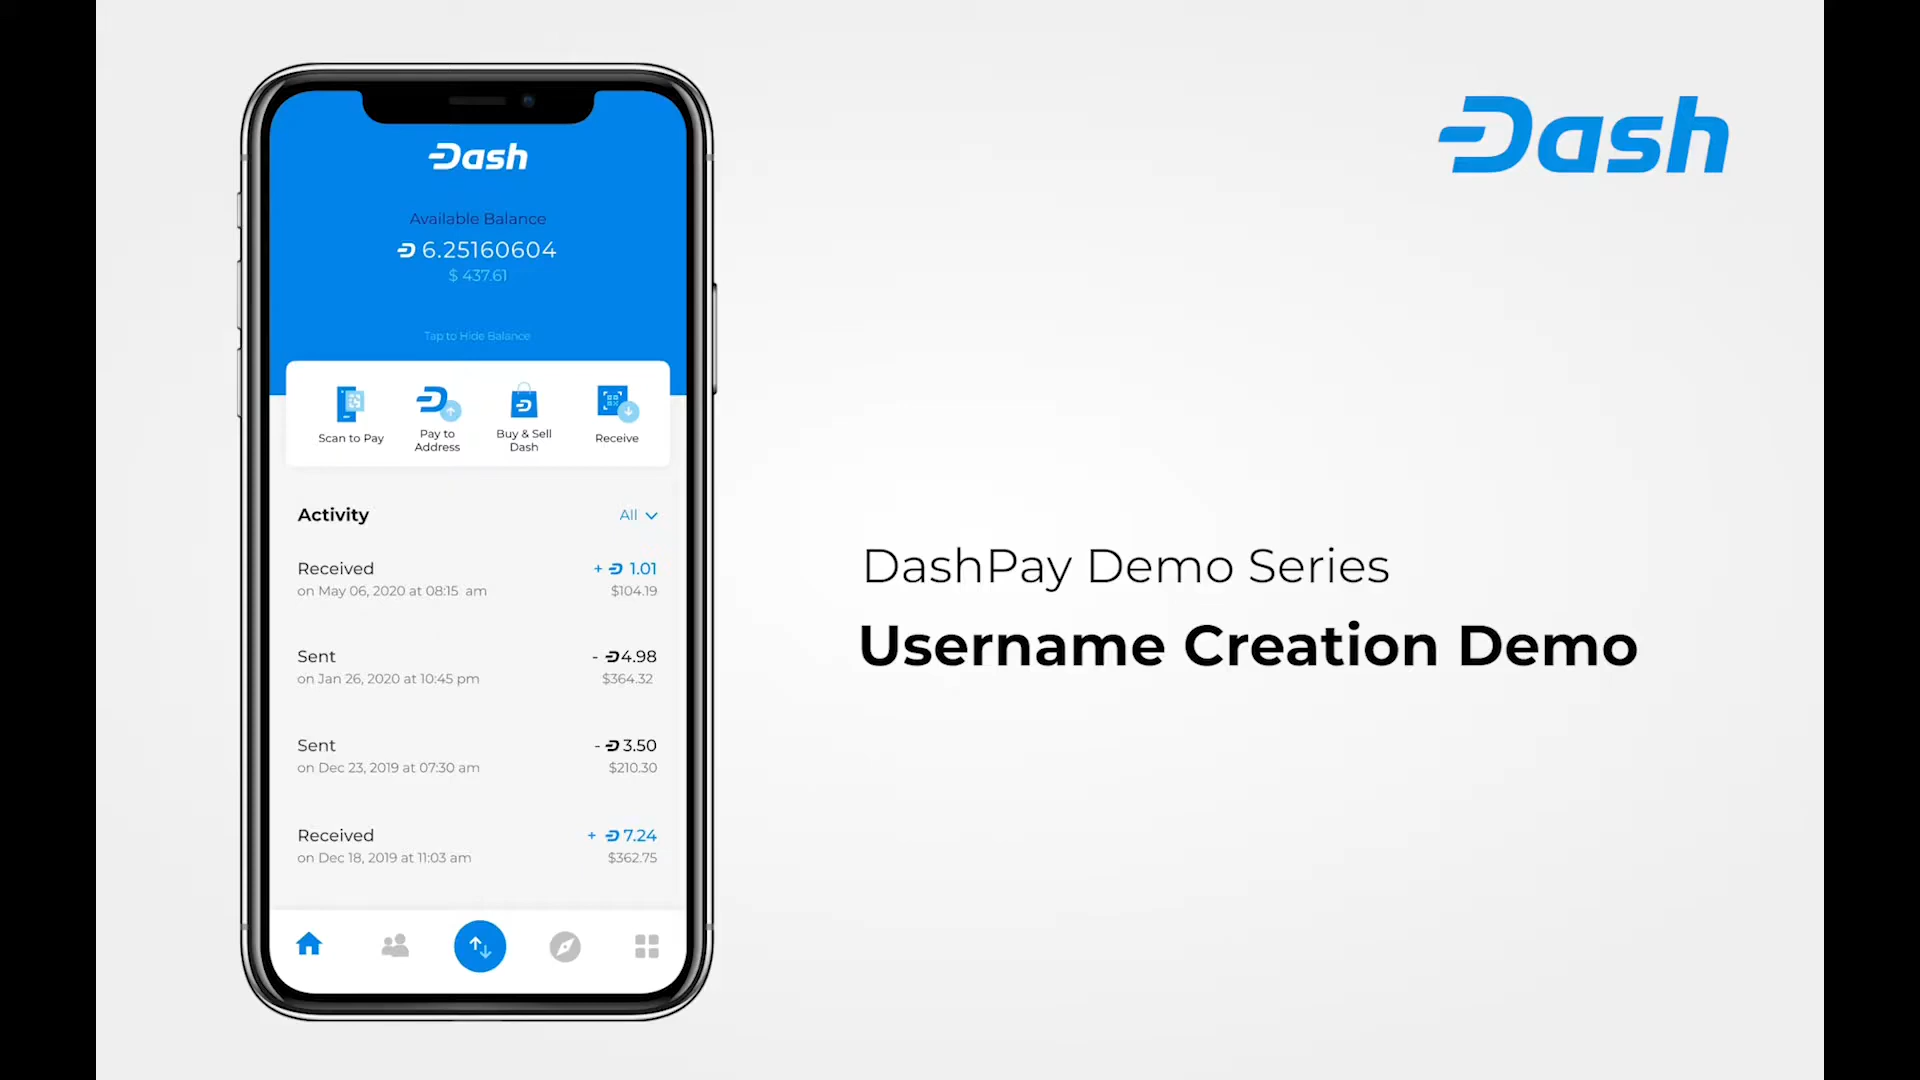 Dash
Available Balance
6.25160604
$ 437.61
Tap to Hide Balance
Scan to Pay
Pay to
Address
Buy & Sell
Dash
Receive
Activity
All
Received
+ 1.01
on May 06, 2020 at 08:15 am
$104.19
Sent
- 4.98
on Jan 26, 2020 at 10:45 pm
$364.32
Sent
- 3.50
on Dec 23, 2019 at 07:30 am
$210.30
Received
+ 7.24
on Dec 18, 2019 at 11:03 am
$362.75
Dash
DashPay Demo Series
Username Creation Demo